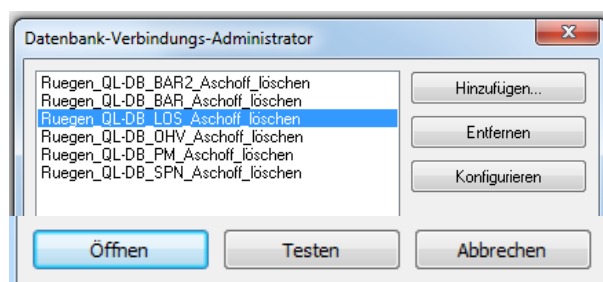 Datenbank-Verbindungs-Administrator
Ruegen_QL-DB_BAR2_Aschoff_löschen
Ruegen_QL-DB_BAR_Aschoff_löschen
Ruegen_QL-DB_LOS_Aschoff_löschen
Ruegen_QL-DB_OHV_Aschoff_löschen
Ruegen_QL-DB_PM_Aschoff_löschen
Ruegen_QL-DB_SPN_Aschoff_löschen
Hinzufügen...
Entfernen
Konfigurieren
Öffnen
Testen
Abbrechen